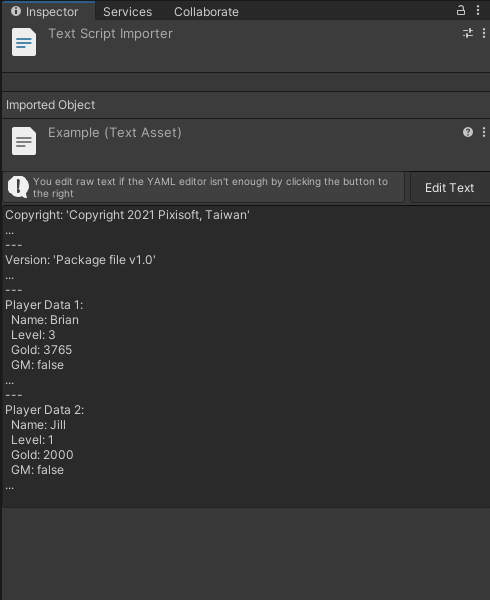 Inspector Services Collaborate
Text Script Importer
Imported Object
Example (Text Asset)
You edit raw text if the YAML editor isn't enough by clicking the button to
the right
Edit Text
Copyright: 'Copyright 2021 Pixisoft, Taiwan'
...
---
Version: 'Package file v1.0'
...
---
Player Data 1:
  Name: Brian
  Level: 3
  Gold: 3765
  GM: false
...
---
Player Data 2:
  Name: Jill
  Level: 1
  Gold: 2000
  GM: false
...